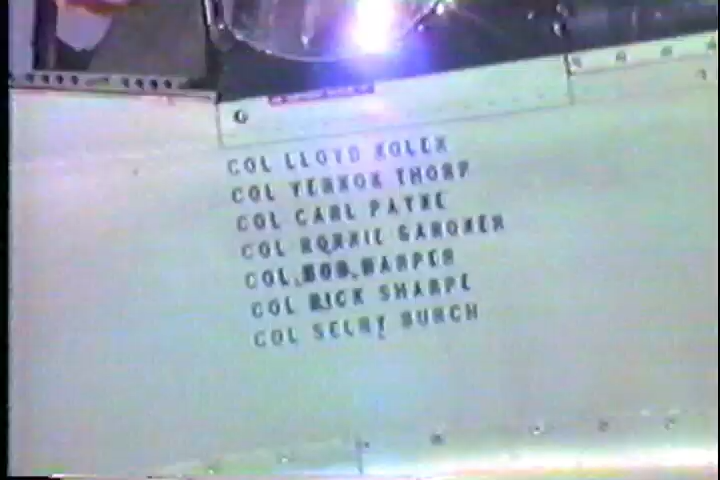 COL LLOYD KOLEK
COL VERNON THORP
COL CARL PAYNE
COL RONNIE GARDNER
COL BOB HARPER
COL RICK SHARPE
COL SELBY BURCH